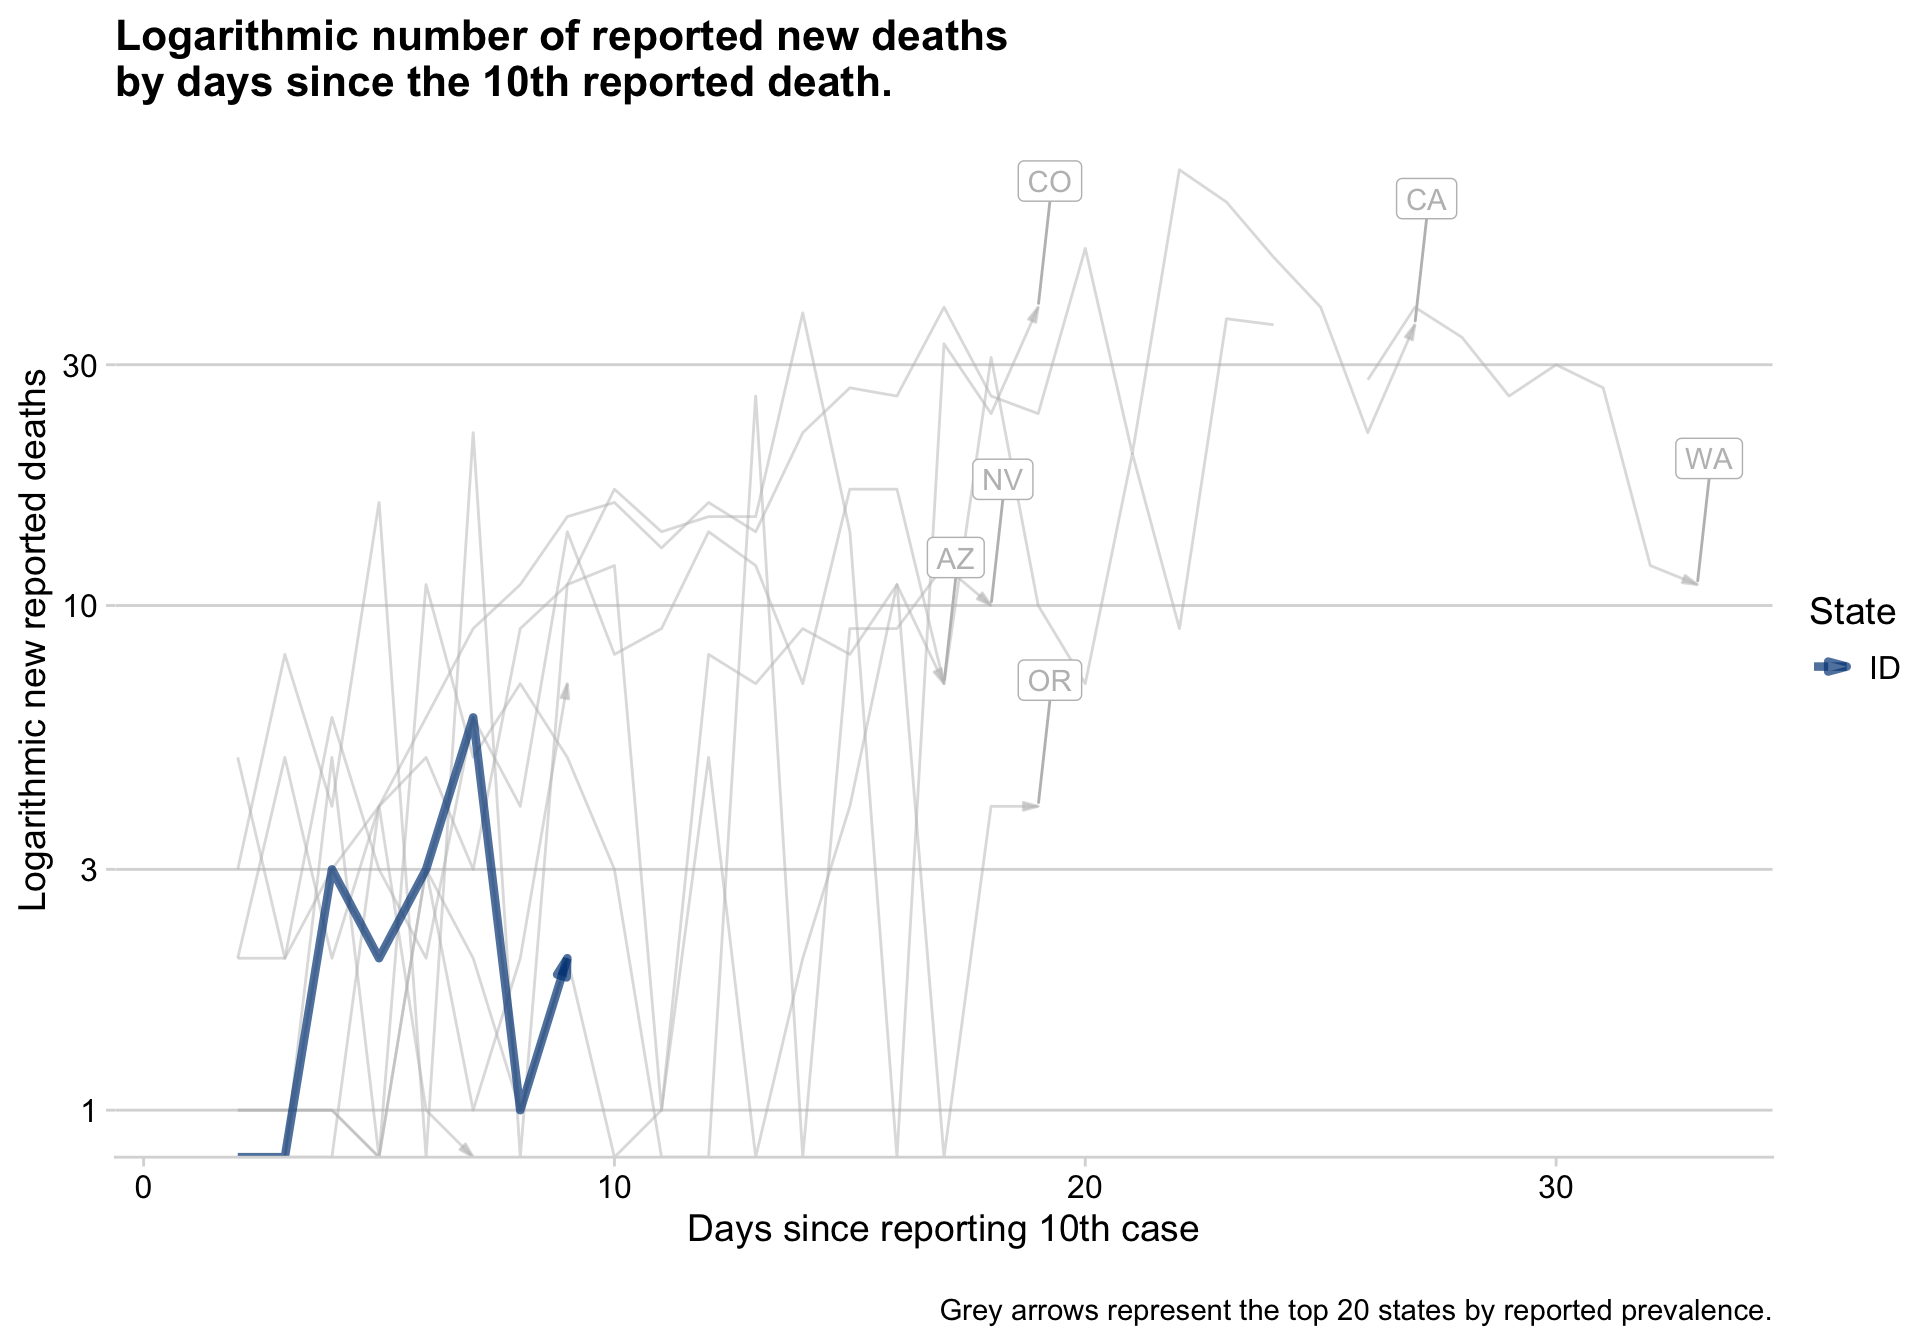 Logarithmic number of reported new deaths
by days since the 10th reported death.
CO
CA
30
WA
NV
AZ
10
OR
3
1
Logarithmic new reported deaths
State
ID
0 10 20 30
Days since reporting 10th case
Grey arrows represent the top 20 states by reported prevalence.